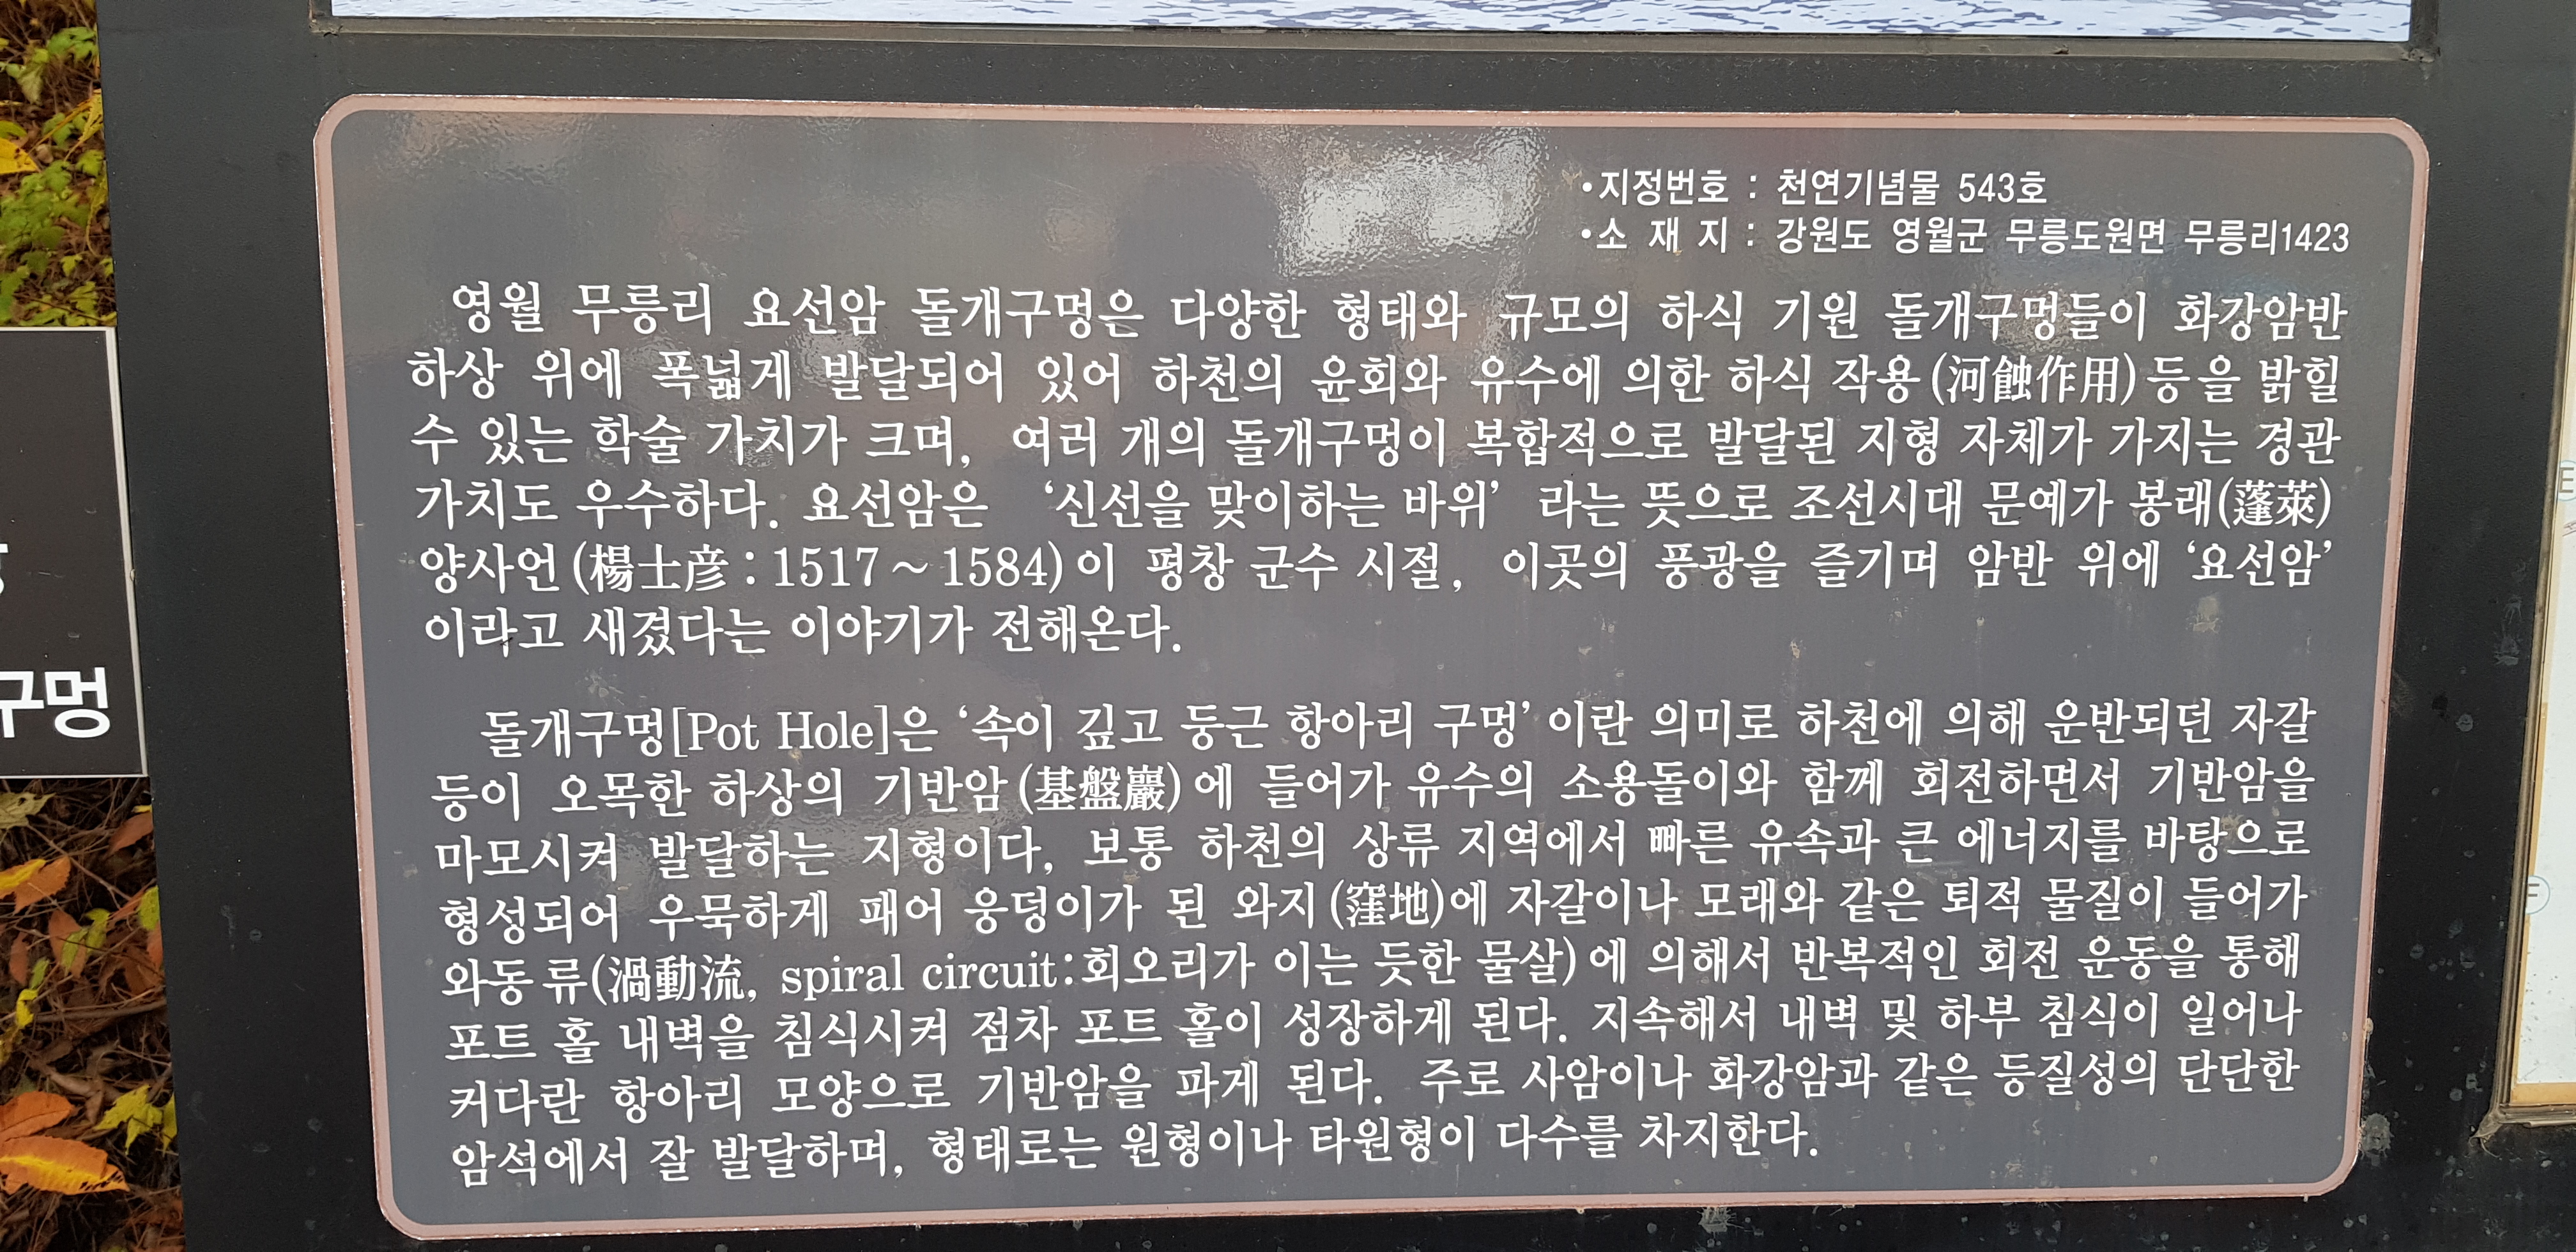 •지정번호 : 천연기념물 543호
•소 재 지 : 강원도 영월군 무릉도원면 무릉리1423
영월 무릉리 요선암 돌개구멍은 다양한 형태와 규모의 하식 기원 돌개구멍들이 화강암반
하상 위에 폭넓게 발달되어 있어 하천의 윤회와 유수에 의한 하식 작용(河蝕作用)등을 밝힐
수 있는 학술 가치가 크며, 여러 개의 돌개구멍이 복합적으로 발달된 지형 자체가 가지는 경관
가치도 우수하다. 요선암은 ‘신선을 맞이하는 바위’ 라는 뜻으로 조선시대 문예가 봉래(蓬萊)
양사언(楊士彦:1517~1584)이 평창 군수 시절, 이곳의 풍광을 즐기며 암반 위에 ‘요선암’
이라고 새겼다는 이야기가 전해온다.
돌개구멍[Pot Hole]은 ‘속이 깊고 둥근 항아리 구멍’이란 의미로 하천에 의해 운반되던 자갈
등이 오목한 하상의 기반암(基盤巖)에 들어가 유수의 소용돌이와 함께 회전하면서 기반암을
마모시켜 발달하는 지형이다, 보통 하천의 상류 지역에서 빠른 유속과 큰 에너지를 바탕으로
형성되어 우묵하게 패어 웅덩이가 된 와지(窪地)에 자갈이나 모래와 같은 퇴적 물질이 들어가
와동류(渦動流, spiral circuit:회오리가 이는 듯한 물살)에 의해서 반복적인 회전 운동을 통해
포트 홀 내벽을 침식시켜 점차 포트 홀이 성장하게 된다. 지속해서 내벽 및 하부 침식이 일어나
커다란 항아리 모양으로 기반암을 파게 된다. 주로 사암이나 화강암과 같은 등질성의 단단한
암석에서 잘 발달하며, 형태로는 원형이나 타원형이 다수를 차지한다.
구멍